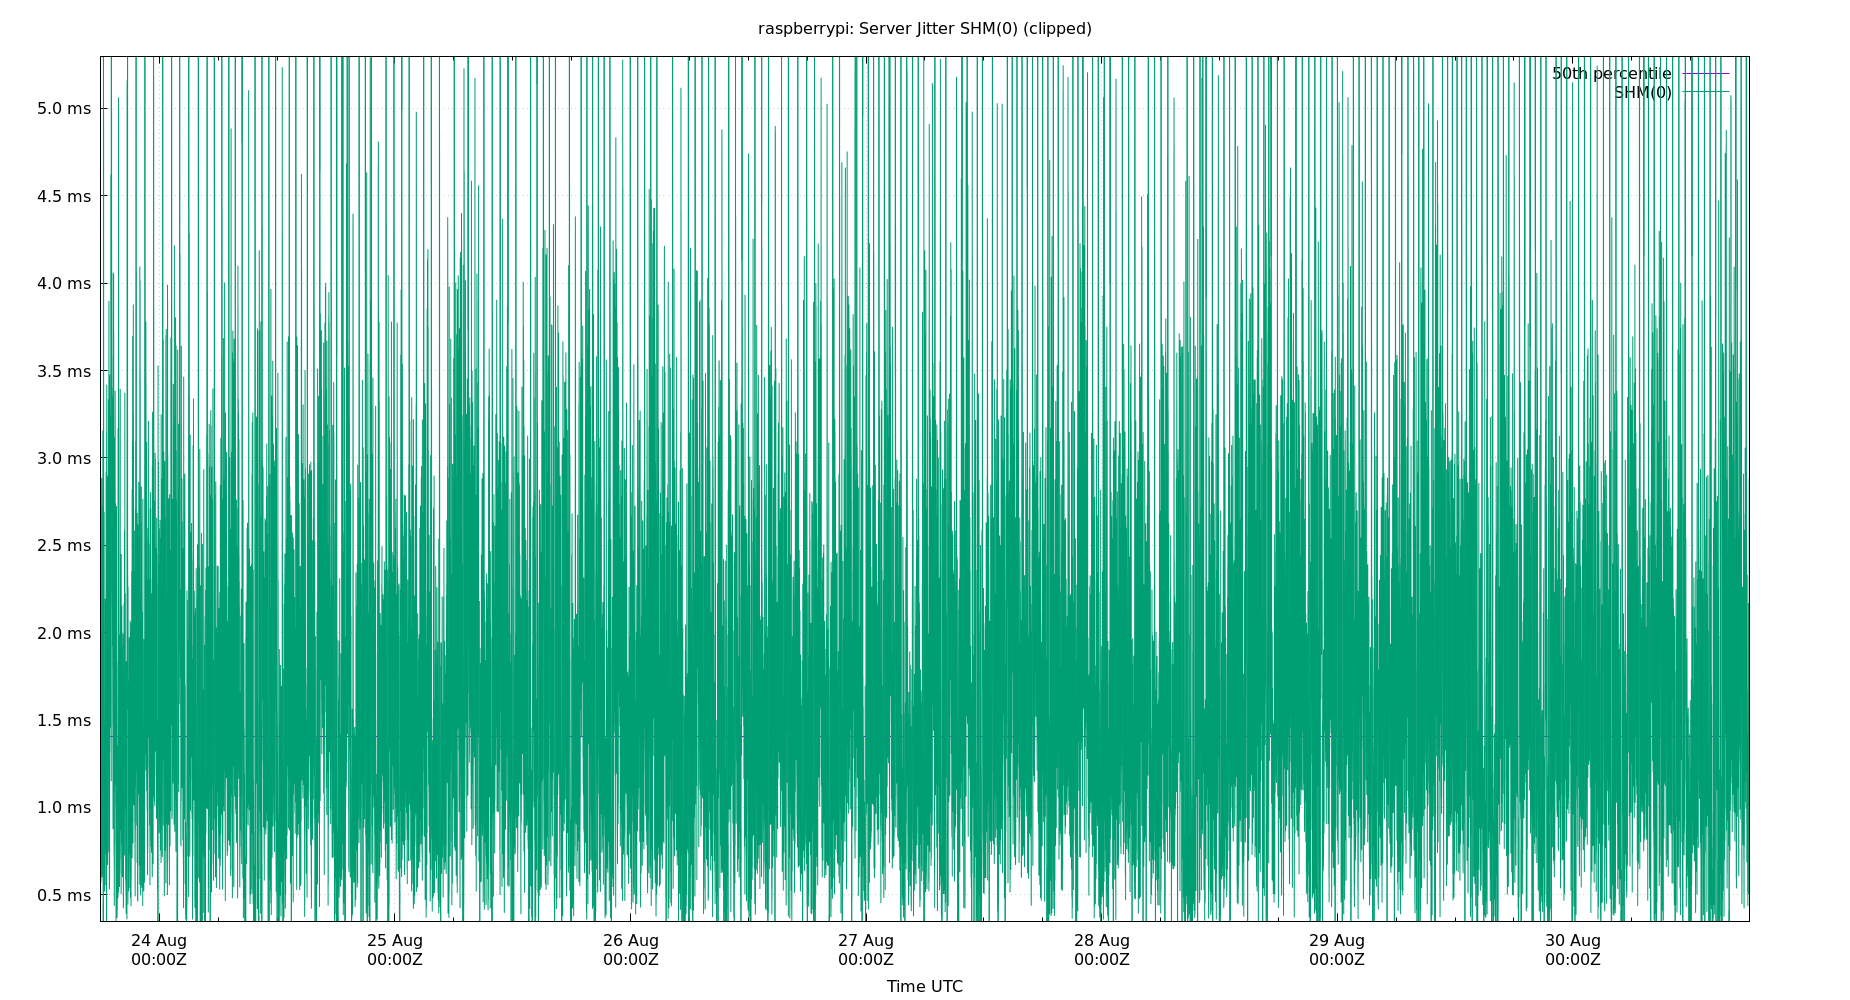 raspberrypi: Server Jitter SHM(0) (clipped)
50th percentile
SHM(0)
5.0 ms
4.5 ms
4.0 ms
3.5 ms
3.0 ms
2.5 ms
2.0 ms
1.5 ms
1.0 ms
0.5 ms
24 Aug 25 Aug 26 Aug 27 Aug 28 Aug 29 Aug 30 Aug
00:00Z 00:00Z 00:00Z 00:00Z 00:00Z 00:00Z 00:00Z
Time UTC